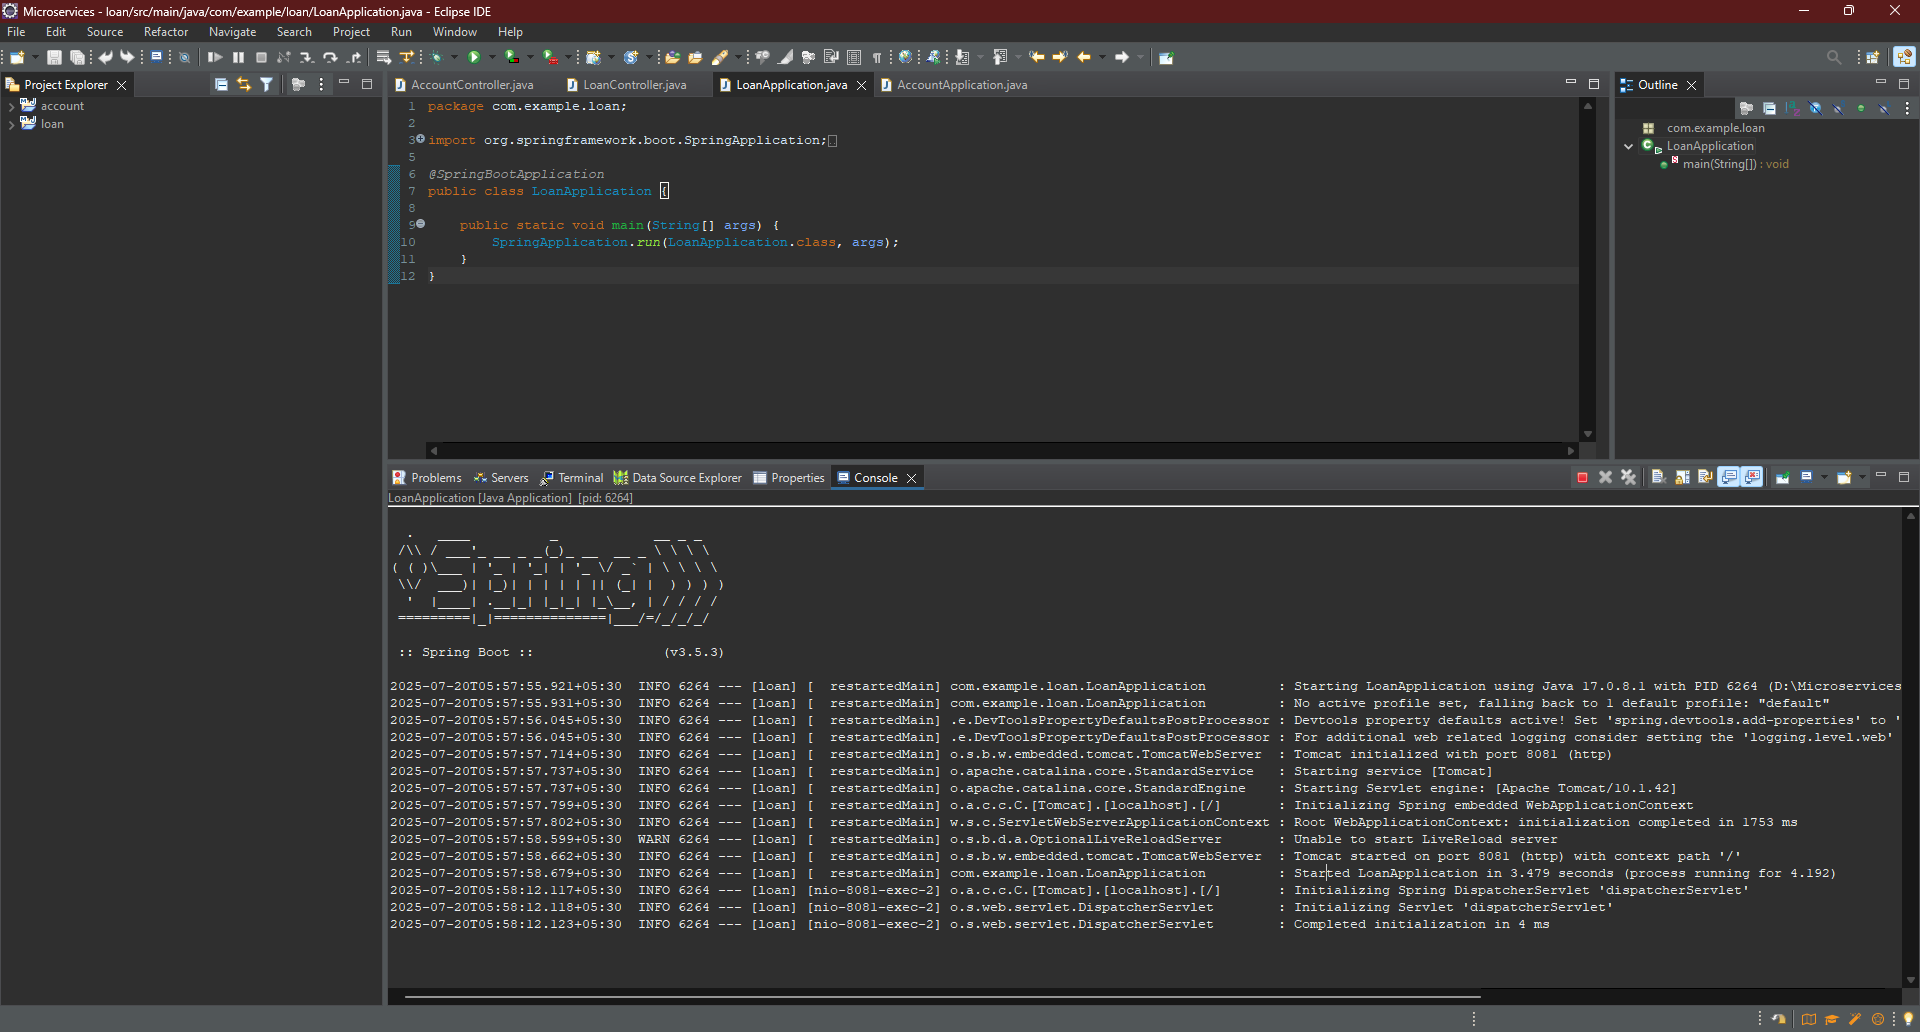 Microservices - loan/src/main/java/com/example/loan/LoanApplication.java - Eclipse IDE
File Edit Source Refactor Navigate Search Project Run Window Help
Project Explorer
account
loan
AccountController.java LoanController.java LoanApplication.java AccountApplication.java
1 package com.example.loan;
2
3 import org.springframework.boot.SpringApplication;
5
6 @SpringBootApplication
7 public class LoanApplication {
8
9 public static void main(String[] args) {
10 SpringApplication.run(LoanApplication.class, args);
11 }
12 }
Outline
com.example.loan
LoanApplication
main(String[]) : void
Problems Servers Terminal Data Source Explorer Properties Console
LoanApplication [Java Application] [pid: 6264]
Spring
:: Spring Boot :: (v3.5.3)
2025-07-20T05:57:55.921+05:30 INFO 6264 --- [loan] [ restartedMain] com.example.loan.LoanApplication : Starting LoanApplication using Java 17.0.8.1 with PID 6264 (D:\Microservices
2025-07-20T05:57:55.931+05:30 INFO 6264 --- [loan] [ restartedMain] com.example.loan.LoanApplication : No active profile set, falling back to 1 default profile: "default"
2025-07-20T05:57:56.045+05:30 INFO 6264 --- [loan] [ restartedMain] .e.DevToolsPropertyDefaultsPostProcessor : Devtools property defaults active! Set 'spring.devtools.add-properties' to '
2025-07-20T05:57:56.045+05:30 INFO 6264 --- [loan] [ restartedMain] .e.DevToolsPropertyDefaultsPostProcessor : For additional web related logging consider setting the 'logging.level.web'
2025-07-20T05:57:57.714+05:30 INFO 6264 --- [loan] [ restartedMain] o.s.b.w.embedded.tomcat.TomcatWebServer : Tomcat initialized with port 8081 (http)
2025-07-20T05:57:57.737+05:30 INFO 6264 --- [loan] [ restartedMain] o.apache.catalina.core.StandardService : Starting service [Tomcat]
2025-07-20T05:57:57.737+05:30 INFO 6264 --- [loan] [ restartedMain] o.apache.catalina.core.StandardEngine : Starting Servlet engine: [Apache Tomcat/10.1.42]
2025-07-20T05:57:57.799+05:30 INFO 6264 --- [loan] [ restartedMain] o.a.c.c.C.[Tomcat].[localhost].[/] : Initializing Spring embedded WebApplicationContext
2025-07-20T05:57:57.802+05:30 INFO 6264 --- [loan] [ restartedMain] w.s.c.ServletWebServerApplicationContext : Root WebApplicationContext: initialization completed in 1753 ms
2025-07-20T05:57:58.599+05:30 WARN 6264 --- [loan] [ restartedMain] o.s.b.d.a.OptionalLiveReloadServer : Unable to start LiveReload server
2025-07-20T05:57:58.662+05:30 INFO 6264 --- [loan] [ restartedMain] o.s.b.w.embedded.tomcat.TomcatWebServer : Tomcat started on port 8081 (http) with context path '/'
2025-07-20T05:57:58.679+05:30 INFO 6264 --- [loan] [ restartedMain] com.example.loan.LoanApplication : Started LoanApplication in 3.479 seconds (process running for 4.192)
2025-07-20T05:58:12.117+05:30 INFO 6264 --- [loan] [nio-8081-exec-2] o.a.c.c.C.[Tomcat].[localhost].[/] : Initializing Spring DispatcherServlet 'dispatcherServlet'
2025-07-20T05:58:12.118+05:30 INFO 6264 --- [loan] [nio-8081-exec-2] o.s.web.servlet.DispatcherServlet : Initializing Servlet 'dispatcherServlet'
2025-07-20T05:58:12.123+05:30 INFO 6264 --- [loan] [nio-8081-exec-2] o.s.web.servlet.DispatcherServlet : Completed initialization in 4 ms